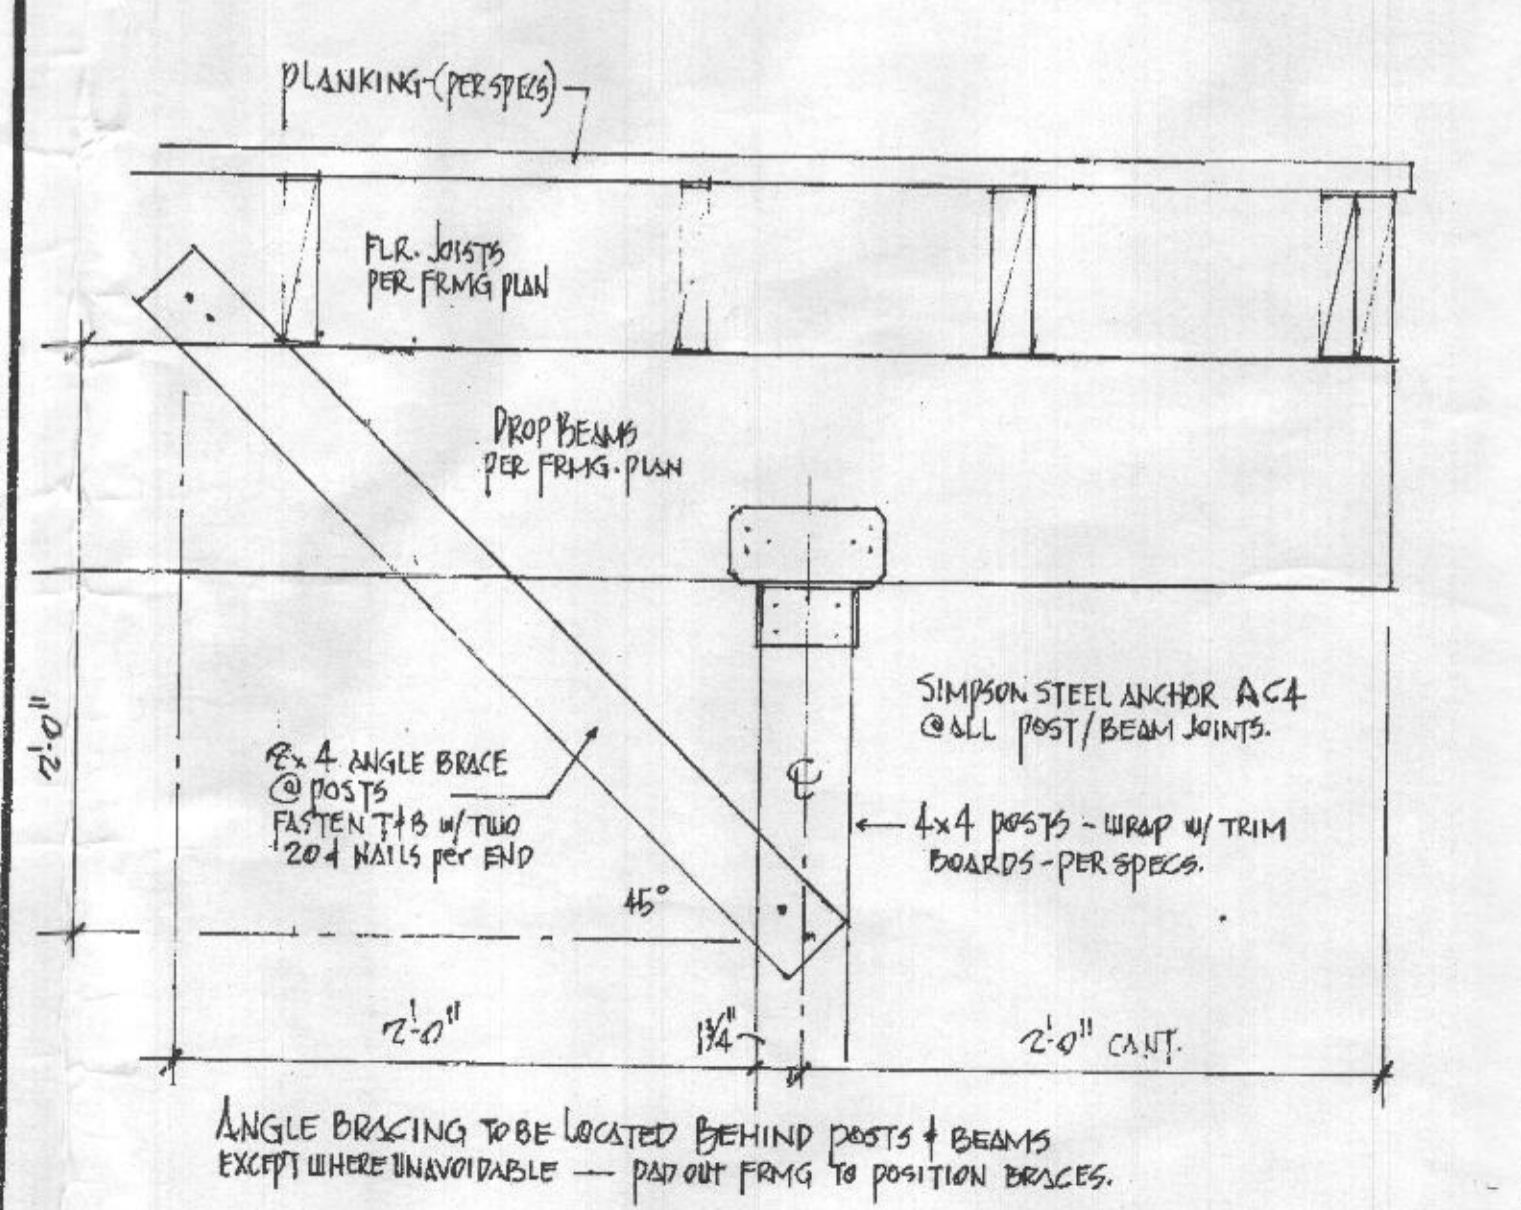 PLANKING-(PER SPECS)
FLR. JOISTS
PER FRMG PLAN
DROP BEAMS
PER FRMG. PLAN
2'-0"
SIMPSON STEEL ANCHOR AC4
@ ALL POST/BEAM JOINTS.
2x4 ANGLE BRACE
@ POSTS
FASTEN T&B W/ TWO
20d NAILS per END
℄
4x4 POSTS - WRAP W/ TRIM
BOARDS - PER SPECS.
45°
2'-0"
1 3/4"
2'-0" CANT.
ANGLE BRACING TO BE LOCATED BEHIND POSTS & BEAMS
EXCEPT WHERE UNAVOIDABLE — PAD OUT FRMG TO POSITION BRACES.